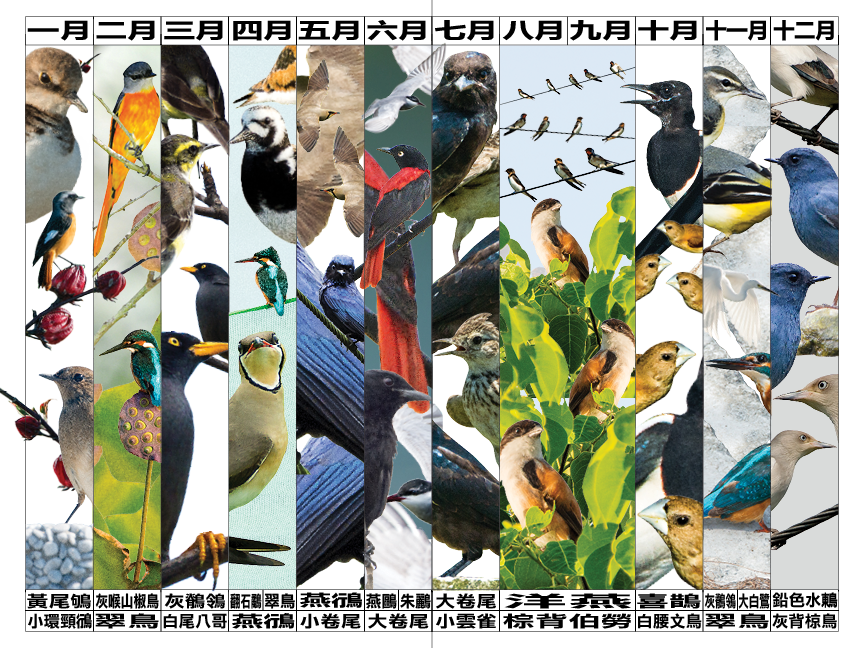 一月 二月 三月 四月 五月 六月 七月 八月 九月 十月 十一月 十二月
黃尾鴝 灰喉山椒鳥 灰鶺鴒 翻石鷸 翠鳥 燕鴴 燕鷗 朱鸝 大卷尾 洋燕 喜鵲 灰鶺鴒 大白鷺 鉛色水鶇
小環頸鴴 翠鳥 白尾八哥 燕鴴 小卷尾 大卷尾 小雲雀 棕背伯勞 白腰文鳥 翠鳥 灰背椋鳥